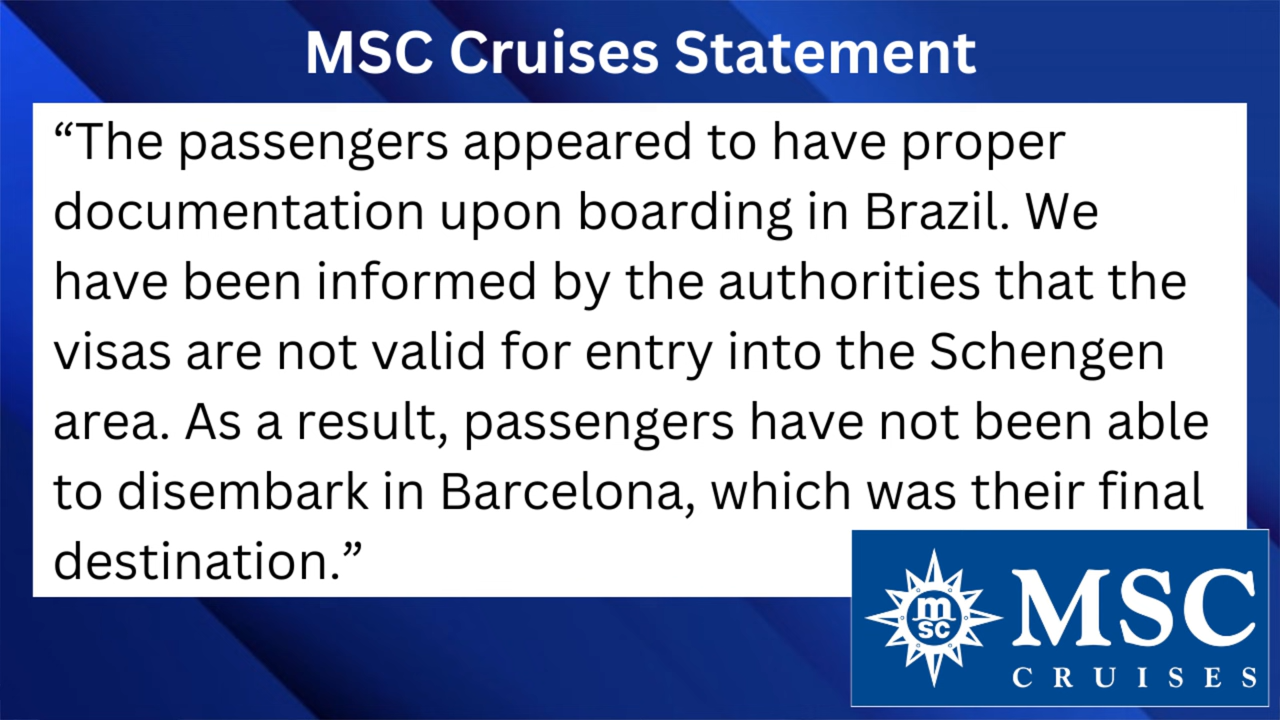 MSC Cruises Statement
“The passengers appeared to have proper
documentation upon boarding in Brazil. We
have been informed by the authorities that the
visas are not valid for entry into the Schengen
area. As a result, passengers have not been able
to disembark in Barcelona, which was their final
destination.”
m
SC
MSC
CRUISES